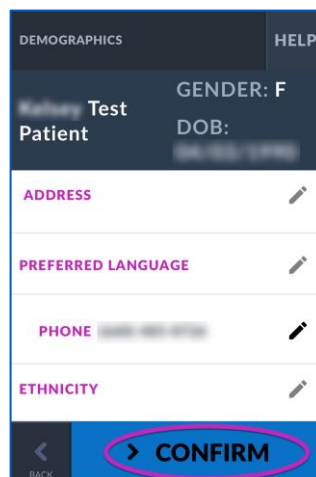 DEMOGRAPHICS
HELP
Test
Patient
GENDER: F
DOB:
ADDRESS
PREFERRED LANGUAGE
PHONE
ETHNICITY
BACK
> CONFIRM